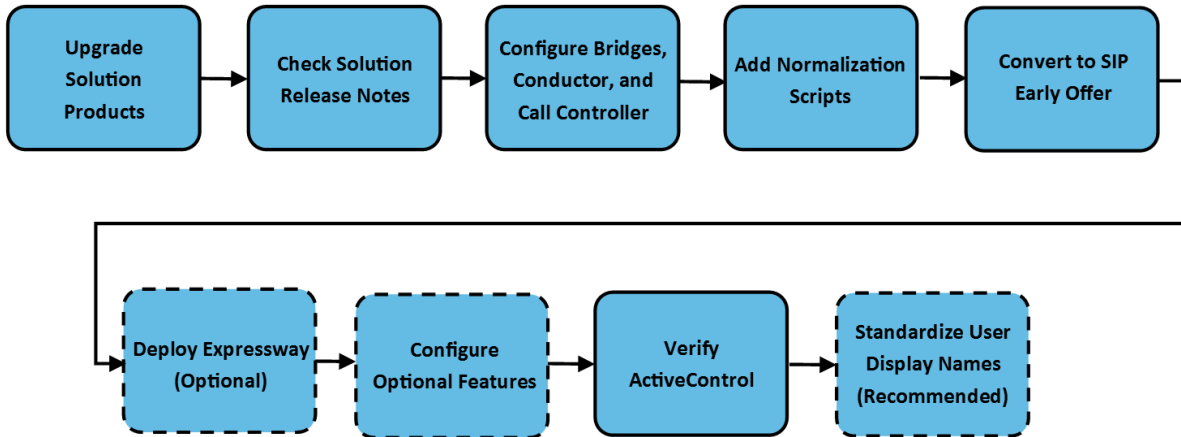 Upgrade
Solution
Products
Check Solution
Release Notes
Configure Bridges,
Conductor, and
Call Controller
Add Normalization
Scripts
Convert to SIP
Early Offer
Deploy Expressway
(Optional)
Configure
Optional Features
Verify
ActiveControl
Standardize User
Display Names
(Recommended)